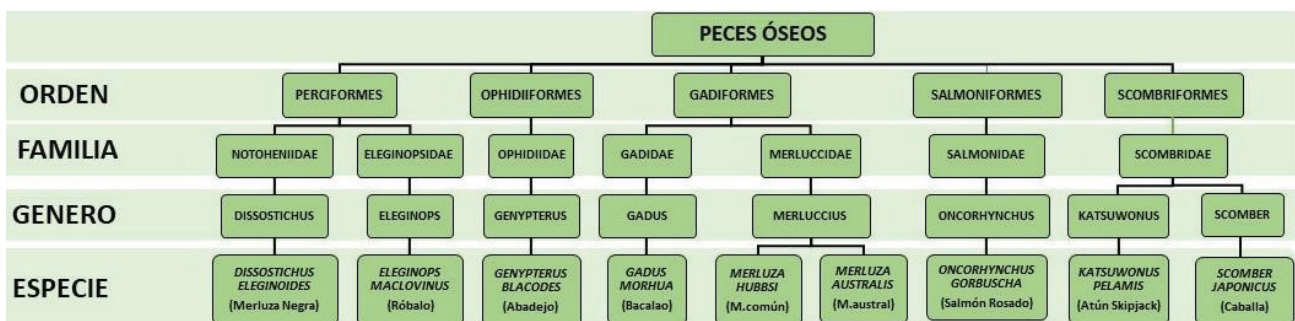 PECES ÓSEOS
ORDEN
PERCIFORMES
OPHIDIIFORMES
GADIFORMES
SALMONIFORMES
SCOMBRIFORMES
FAMILIA
NOTOHENIIDAE
ELEGINOPSIDAE
OPHIDIIDAE
GADIDAE
MERLUCCIDAE
SALMONIDAE
SCOMBRIDAE
GENERO
DISSOSTICHUS
ELEGINOPS
GENYPTERUS
GADUS
MERLUCCIUS
ONCORHYNCHUS
KATSUWONUS
SCOMBER
ESPECIE
DISSOSTICHUS
ELEGINOIDES
(Merluza Negra)
ELEGINOPS
MACLOVINUS
(Róbalo)
GENYPTERUS
BLACODES
(Abadejo)
GADUS
MORHUA
(Bacalao)
MERLUZA
HUBBSI
(M.común)
MERLUZA
AUSTRALIS
(M.austral)
ONCORHYNCHUS
GORBUSCHA
(Salmón Rosado)
KATSUWONUS
PELAMIS
(Atún Skipjack)
SCOMBER
JAPONICUS
(Caballa)